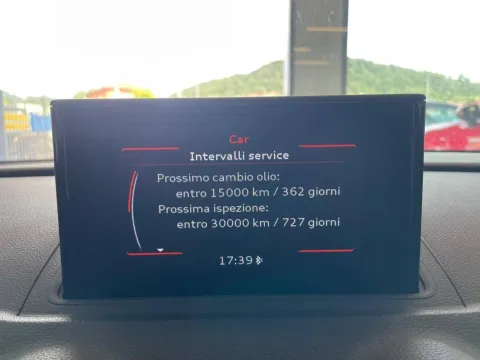 Car
Intervalli service
Prossimo cambio olio:
entro 15000 km / 362 giorni
Prossima ispezione:
entro 30000 km / 727 giorni
17:39